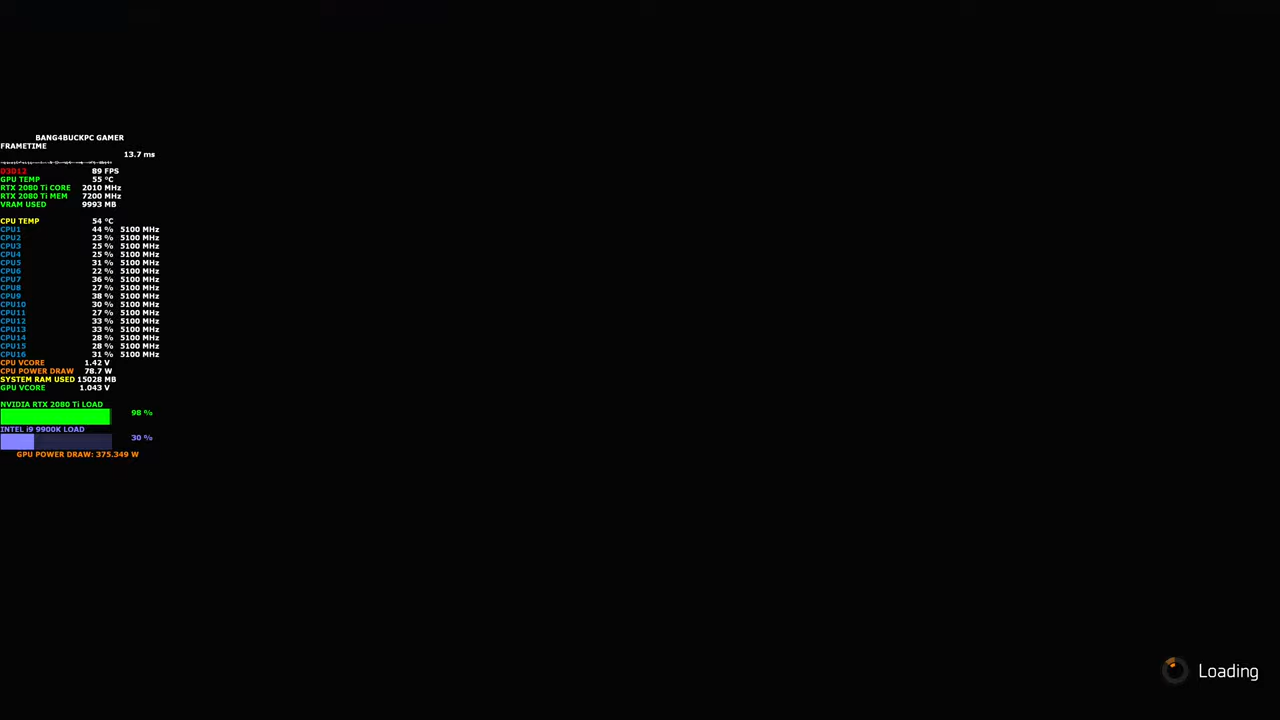 BANG4BUCKPC GAMER
FRAMETIME
13.7 ms
D3D12 89 FPS
GPU TEMP 55 °C
RTX 2080 Ti CORE 2010 MHz
RTX 2080 Ti MEM 7200 MHz
VRAM USED 9993 MB
CPU TEMP 54 °C
CPU1 44 % 5100 MHz
CPU2 23 % 5100 MHz
CPU3 25 % 5100 MHz
CPU4 25 % 5100 MHz
CPU5 31 % 5100 MHz
CPU6 22 % 5100 MHz
CPU7 36 % 5100 MHz
CPU8 27 % 5100 MHz
CPU9 38 % 5100 MHz
CPU10 30 % 5100 MHz
CPU11 27 % 5100 MHz
CPU12 33 % 5100 MHz
CPU13 33 % 5100 MHz
CPU14 28 % 5100 MHz
CPU15 28 % 5100 MHz
CPU16 31 % 5100 MHz
CPU VCORE 1.42 V
CPU POWER DRAW 78.7 W
SYSTEM RAM USED 15028 MB
GPU VCORE 1.043 V
NVIDIA RTX 2080 Ti LOAD
98 %
INTEL i9 9900K LOAD
30 %
GPU POWER DRAW: 375.349 W
Loading